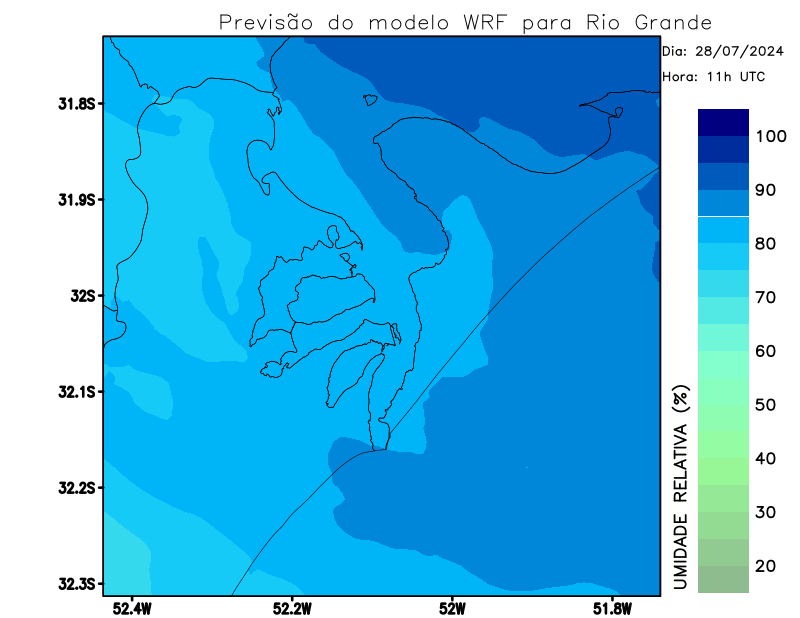 Previsão do modelo WRF para Rio Grande
Dia: 28/07/2024
Hora: 11h UTC
31.8S
31.9S
32S
32.1S
32.2S
32.3S
52.4W
52.2W
52W
51.8W
100
90
80
70
60
50
40
30
20
UMIDADE RELATIVA (%)